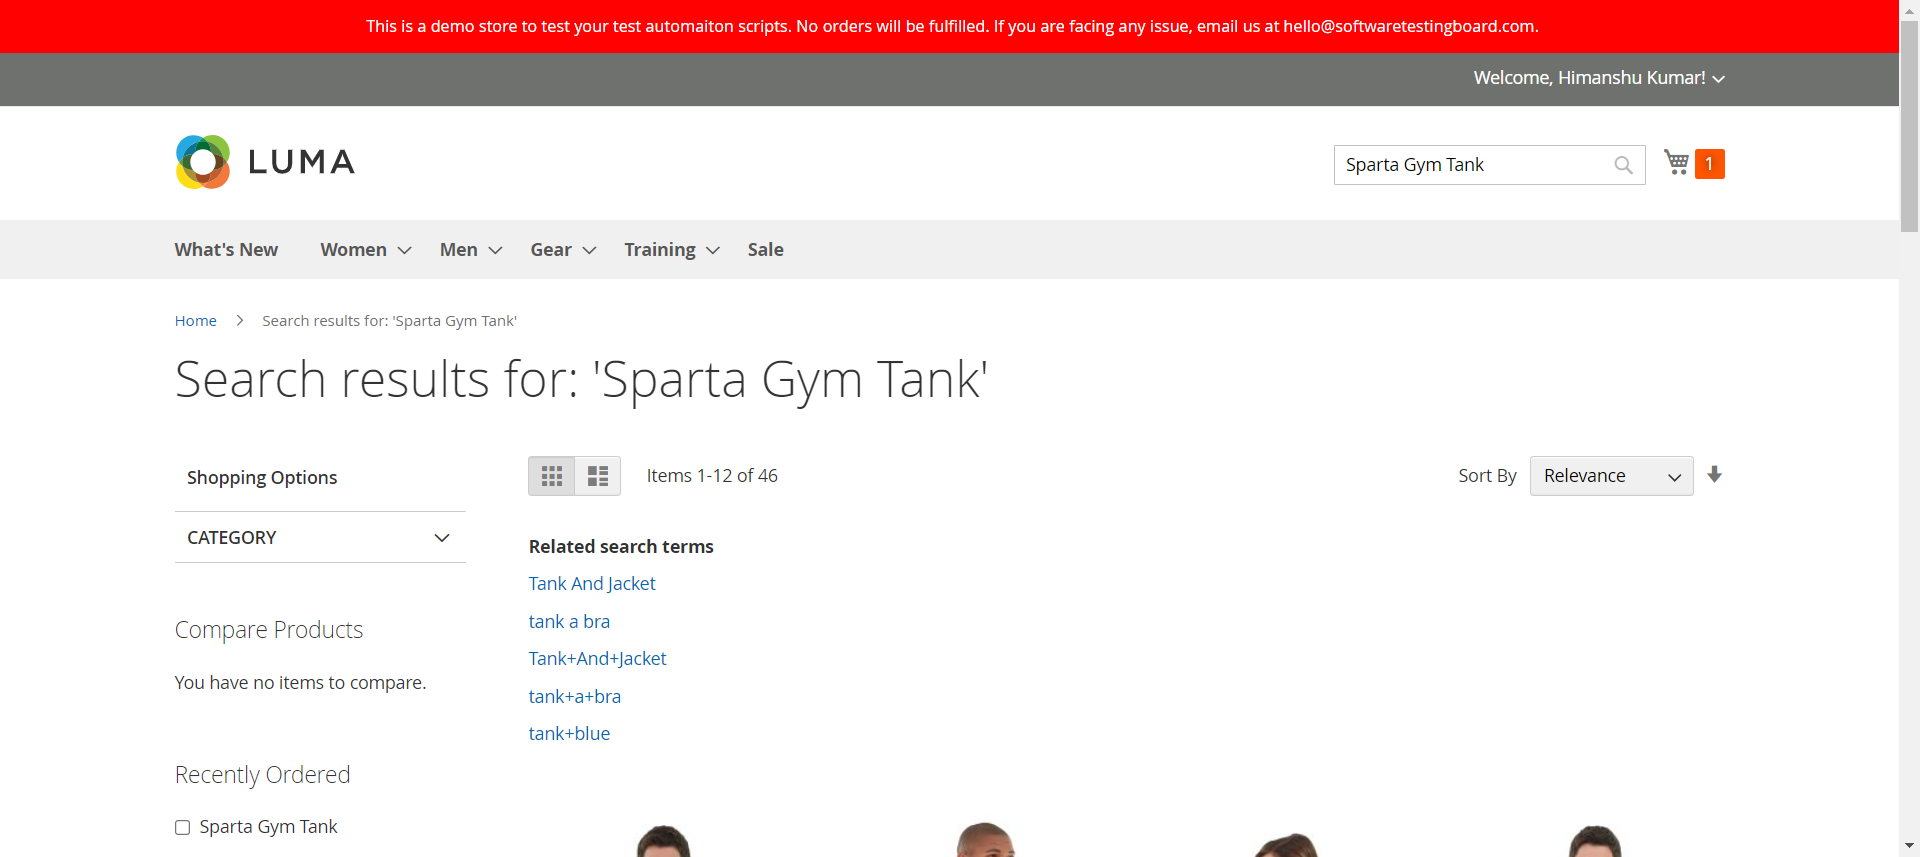 This is a demo store to test your test automaiton scripts. No orders will be fulfilled. If you are facing any issue, email us at hello@softwaretestingboard.com.
Welcome, Himanshu Kumar!
LUMA
Sparta Gym Tank
1
What's New Women Men Gear Training Sale
Home Search results for: 'Sparta Gym Tank'
Search results for: 'Sparta Gym Tank'
Shopping Options
CATEGORY
Compare Products
You have no items to compare.
Recently Ordered
Sparta Gym Tank
Items 1-12 of 46
Sort By Relevance
Related search terms
Tank And Jacket
tank a bra
Tank+And+Jacket
tank+a+bra
tank+blue